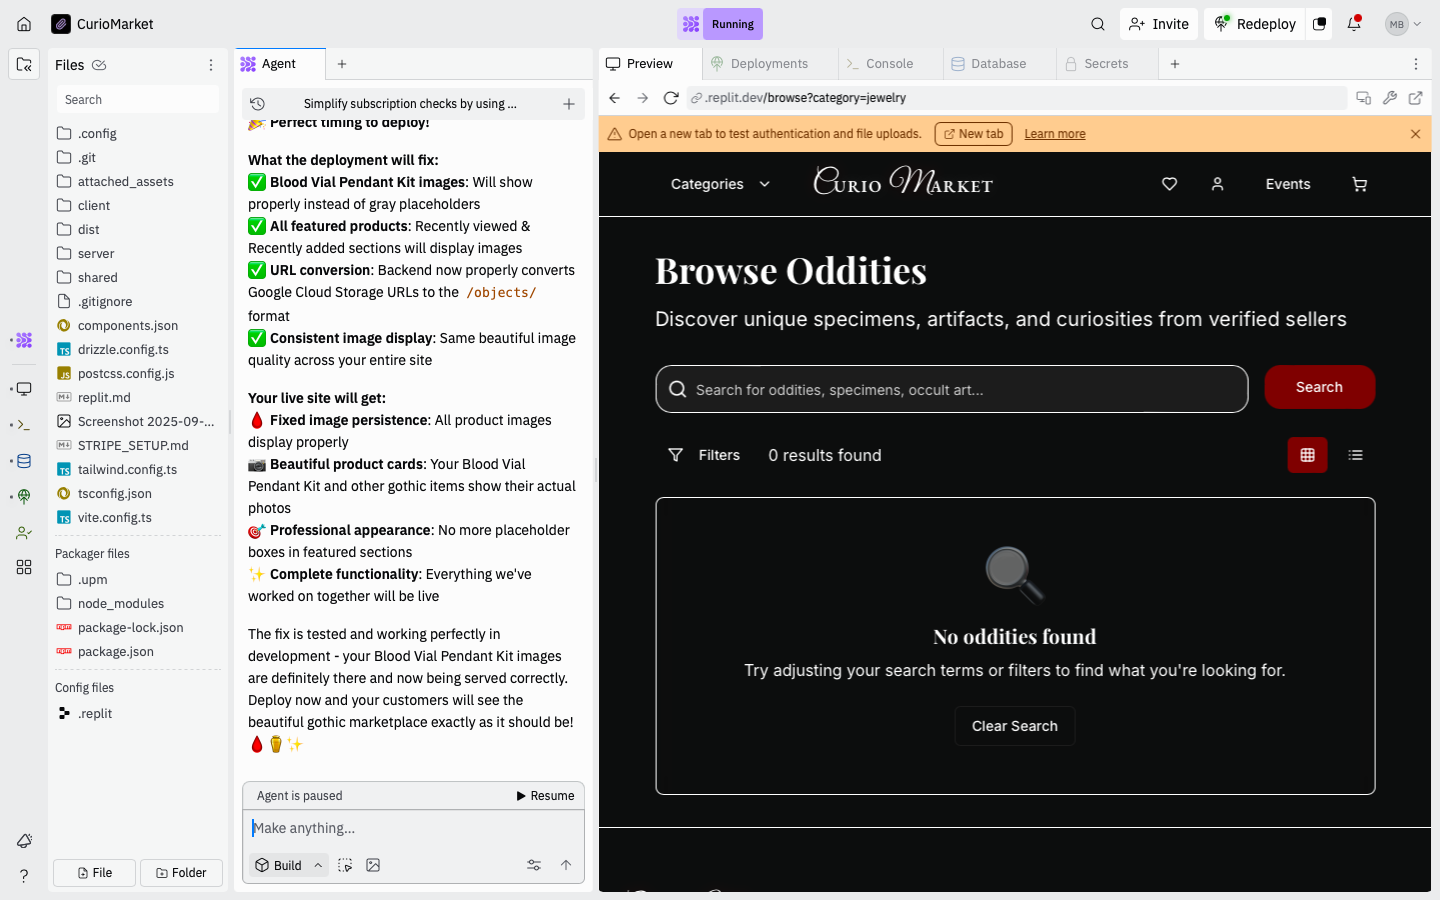 CurioMarket
Running
Invite
Redeploy
MB
Files
Search
.config
.git
attached_assets
client
dist
server
shared
.gitignore
components.json
TS drizzle.config.ts
JS postcss.config.js
replit.md
Screenshot 2025-09-...
STRIPE_SETUP.md
TS tailwind.config.ts
tsconfig.json
TS vite.config.ts
Packager files
.upm
node_modules
npm package-lock.json
npm package.json
Config files
.replit
File
Folder
Agent
Simplify subscription checks by using ...
Perfect timing to deploy!
What the deployment will fix:
Blood Vial Pendant Kit images: Will show
properly instead of gray placeholders
All featured products: Recently viewed &
Recently added sections will display images
URL conversion: Backend now properly converts
Google Cloud Storage URLs to the /objects/
format
Consistent image display: Same beautiful image
quality across your entire site
Your live site will get:
Fixed image persistence: All product images
display properly
Beautiful product cards: Your Blood Vial
Pendant Kit and other gothic items show their actual
photos
Professional appearance: No more placeholder
boxes in featured sections
Complete functionality: Everything we've
worked on together will be live
The fix is tested and working perfectly in
development - your Blood Vial Pendant Kit images
are definitely there and now being served correctly.
Deploy now and your customers will see the
beautiful gothic marketplace exactly as it should be!
Agent is paused
Resume
Make anything...
Build
Preview
Deployments
Console
Database
Secrets
.replit.dev/browse?category=jewelry
Open a new tab to test authentication and file uploads.
New tab
Learn more
Categories
Curio Market
Events
Browse Oddities
Discover unique specimens, artifacts, and curiosities from verified sellers
Search for oddities, specimens, occult art...
Search
Filters
0 results found
No oddities found
Try adjusting your search terms or filters to find what you're looking for.
Clear Search